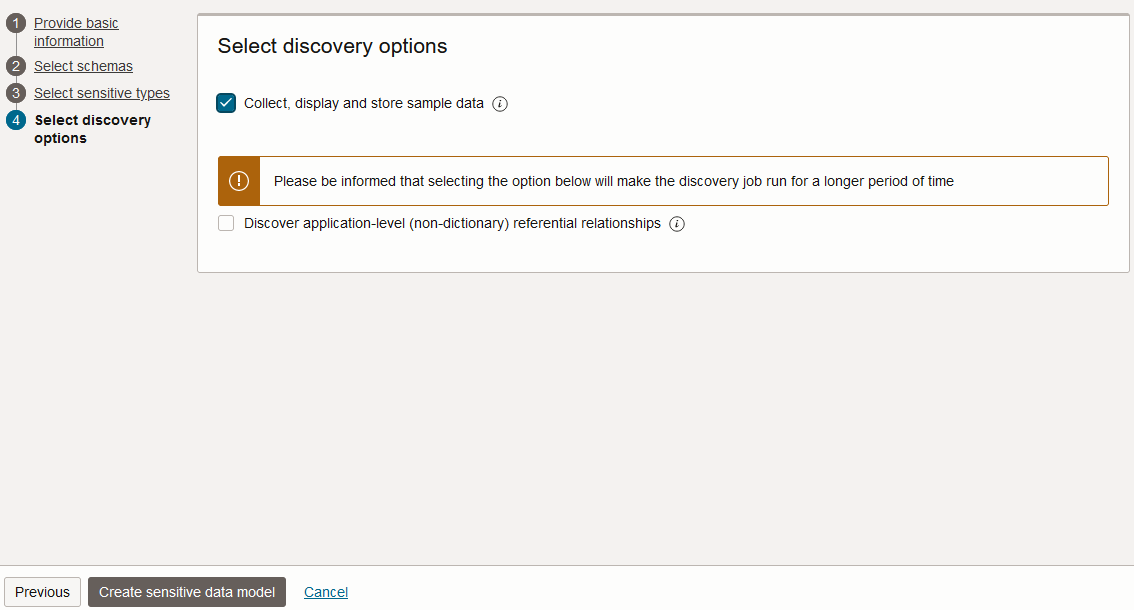 1 Provide basic
information
2 Select schemas
3 Select sensitive types
4 Select discovery
options
Select discovery options
Collect, display and store sample data
Please be informed that selecting the option below will make the discovery job run for a longer period of time
Discover application-level (non-dictionary) referential relationships
Previous Create sensitive data model Cancel